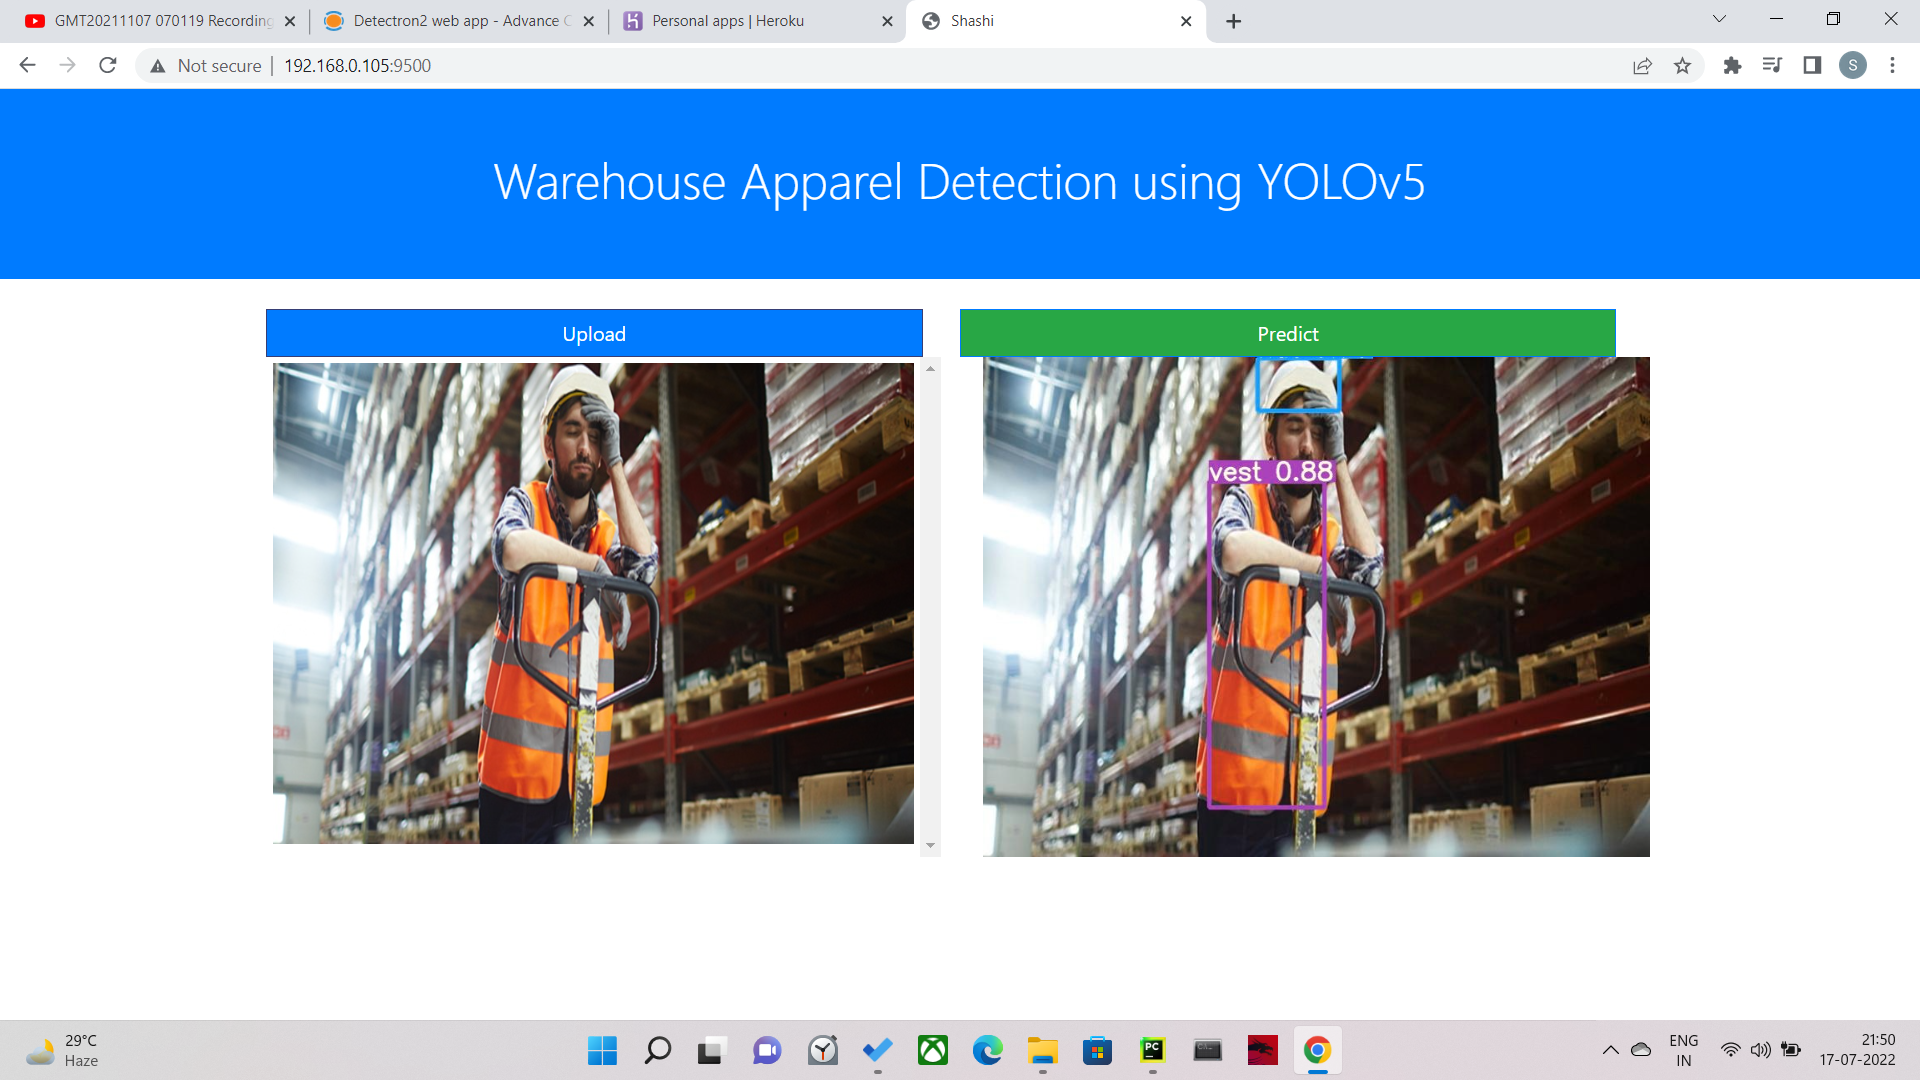 GMT20211107 070119 Recording
Detectron2 web app - Advance C
Personal apps | Heroku
Shashi
Not secure
192.168.0.105:9500
S
Warehouse Apparel Detection using YOLOv5
Upload
Predict
vest 0.88
29°C
Haze
PC
ENG
IN
21:50
17-07-2022